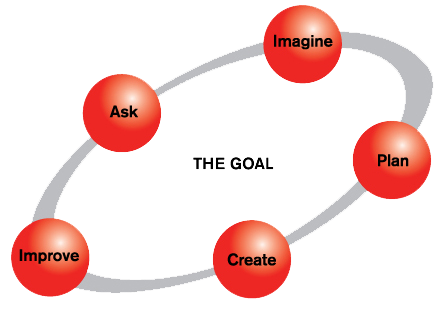 Imagine
Ask
Plan
THE GOAL
Improve
Create